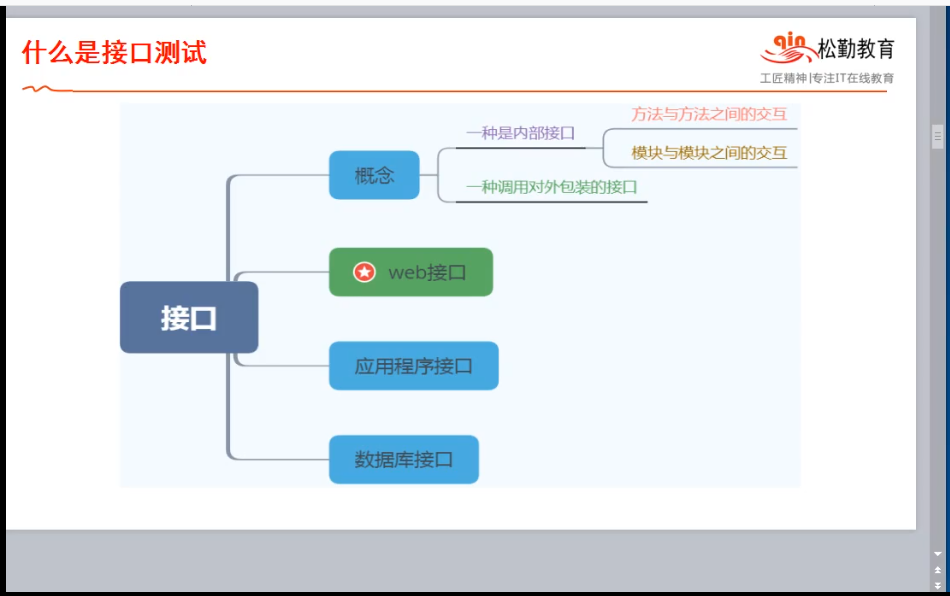 什么是接口测试
qin 松勤教育
工匠精神|专注IT在线教育
方法与方法之间的交互
一种是内部接口
模块与模块之间的交互
概念
一种调用对外包装的接口
web接口
接口
应用程序接口
数据库接口